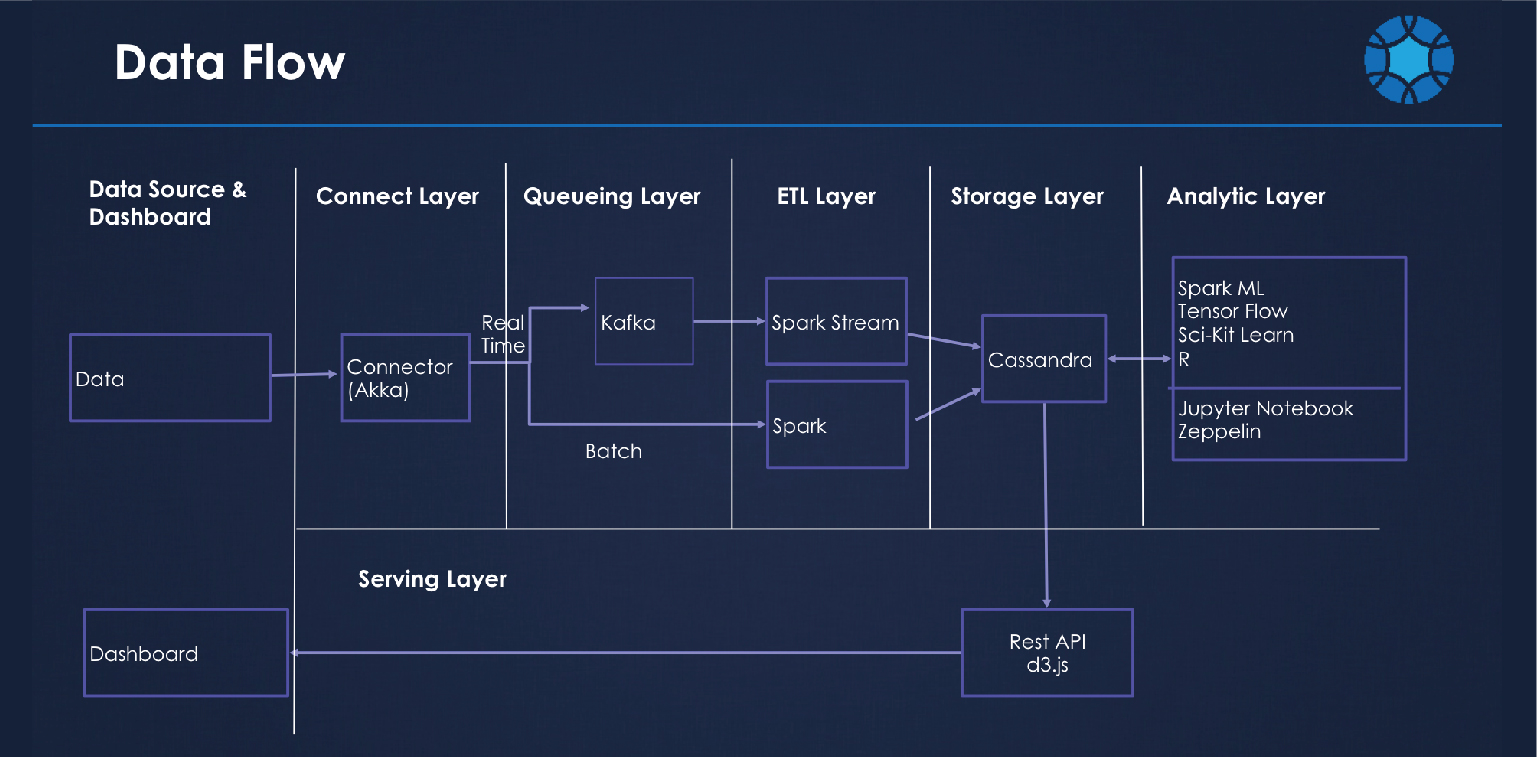 Data Flow
Data Source &
Dashboard
Connect Layer
Queueing Layer
ETL Layer
Storage Layer
Analytic Layer
Data
Connector
(Akka)
Real
Time
Batch
Kafka
Spark Stream
Spark
Cassandra
Spark ML
Tensor Flow
Sci-Kit Learn
R
Jupyter Notebook
Zeppelin
Serving Layer
Dashboard
Rest API
d3.js